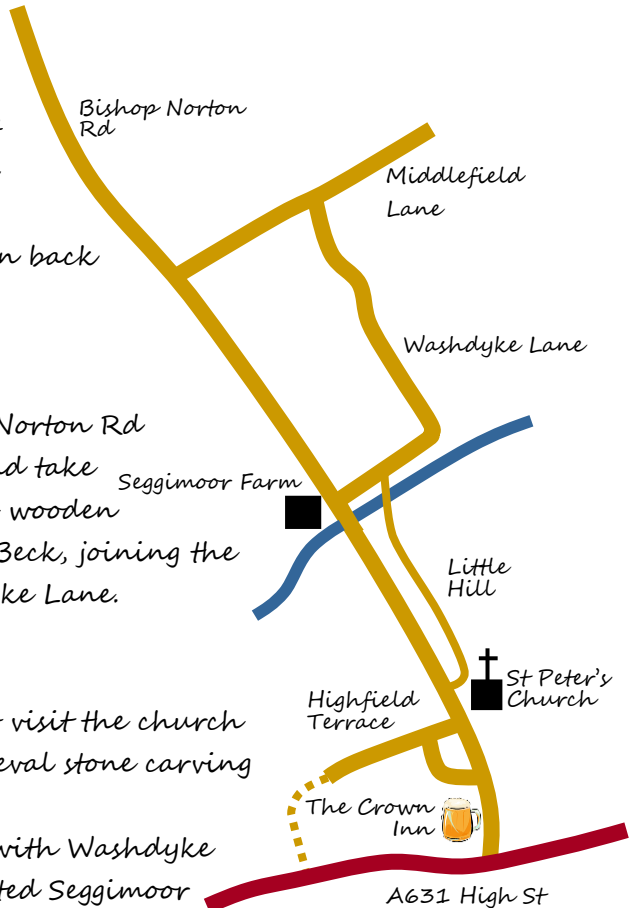 Bishop Norton
Rd
Middlefield
Lane
n back
Washdyke Lane
Norton Rd
nd take
Seggimoor Farm
wooden
Beck, joining the
ke Lane.
Little
Hill
St Peter's
Church
Highfield
Terrace
visit the church
eval stone carving
The Crown
Inn
with Washdyke
ted Seggimoor
A631 High St